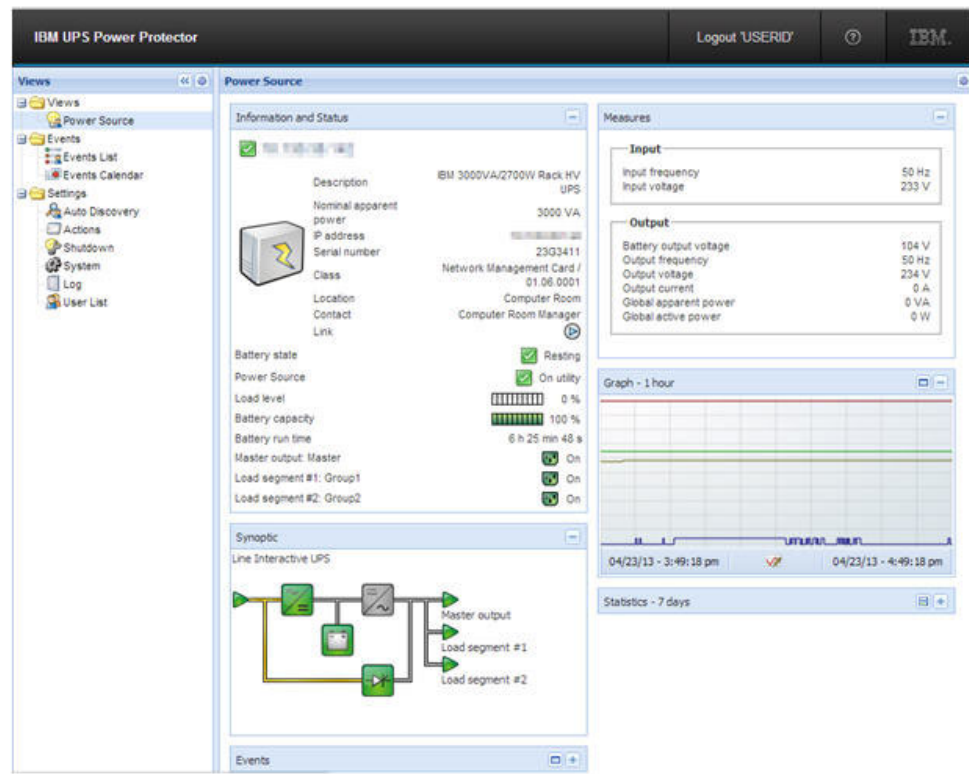 IBM UPS Power Protector
Logout 'USERID'
IBM.
Views
Views
Power Source
Events
Events List
Events Calendar
Settings
Auto Discovery
Actions
Shutdown
System
Log
User List
Power Source
Information and Status
Description IBM 3000VA/2700W Rack HV
UPS
Nominal apparent
power 3000 VA
IP address
Serial number 23G3411
Class Network Management Card /
01.06.0001
Location Computer Room
Contact Computer Room Manager
Link
Battery state Resting
Power Source On utility
Load level 0 %
Battery capacity 100 %
Battery run time 6 h 25 min 48 s
Master output: Master On
Load segment #1: Group1 On
Load segment #2: Group2 On
Synoptic
Line Interactive UPS
Master output
Load segment #1
Load segment #2
Events
Measures
Input
Input frequency 50 Hz
Input voltage 233 V
Output
Battery output voltage 104 V
Output frequency 50 Hz
Output voltage 234 V
Output current 0 A
Global apparent power 0 VA
Global active power 0 W
Graph - 1 hour
04/23/13 - 3:49:18 pm 04/23/13 - 4:49:18 pm
Statistics - 7 days